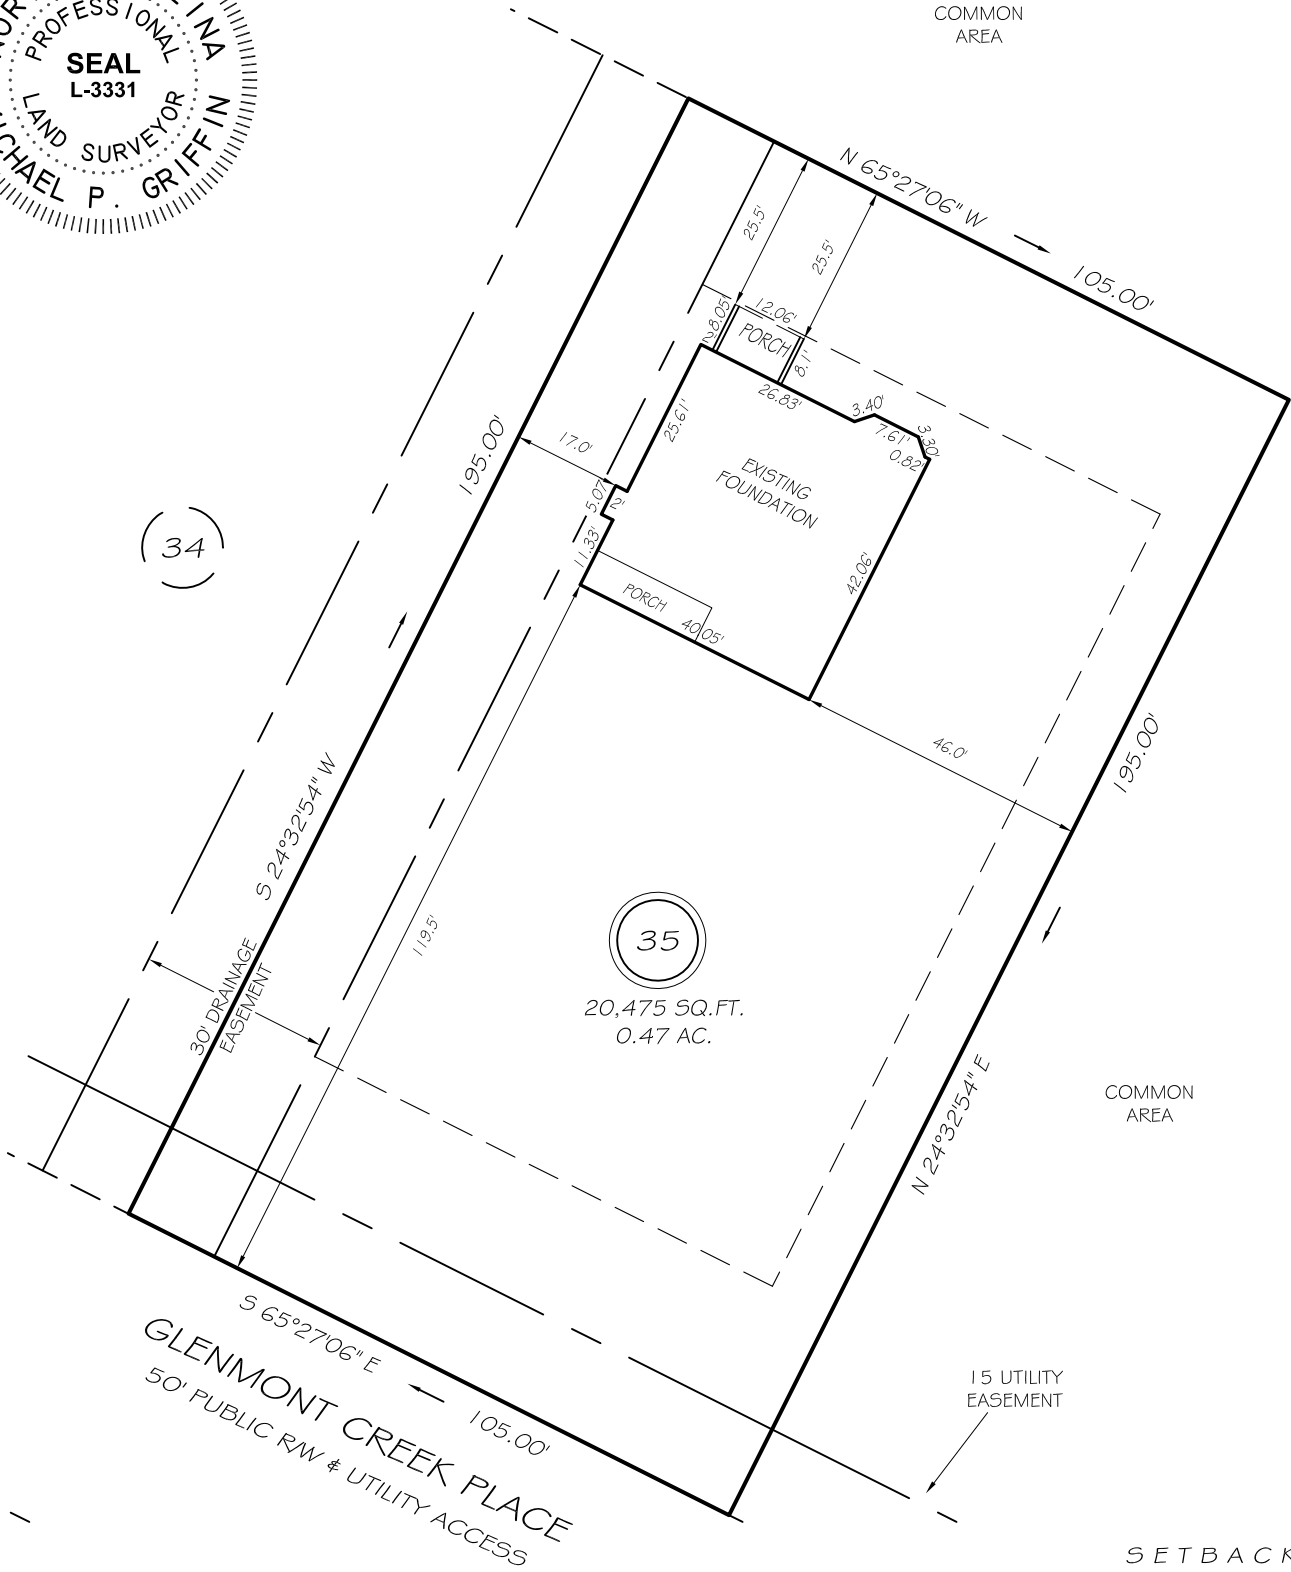 PROFESSIONAL
SEAL
L-3331
LAND SURVEYOR
P. GRIFFIN
COMMON
AREA
N 65°27'06" W
105.00'
25.5'
25.5'
12.06'
PORCH
8.1'
26.83'
3.40'
7.61'
3.30'
0.82'
25.61'
195.00'
17.0'
5.07'
2'
11.33'
EXISTING
FOUNDATION
42.06'
PORCH
40.05'
34
46.0'
195.00'
S 24°32'54" W
119.5'
35
20,475 SQ.FT.
0.47 AC.
30' DRAINAGE
EASEMENT
N 24°32'54" E
COMMON
AREA
S 65°27'06" E
105.00'
GLENMONT CREEK PLACE
50' PUBLIC R/W & UTILITY ACCESS
15 UTILITY
EASEMENT
SETBACK